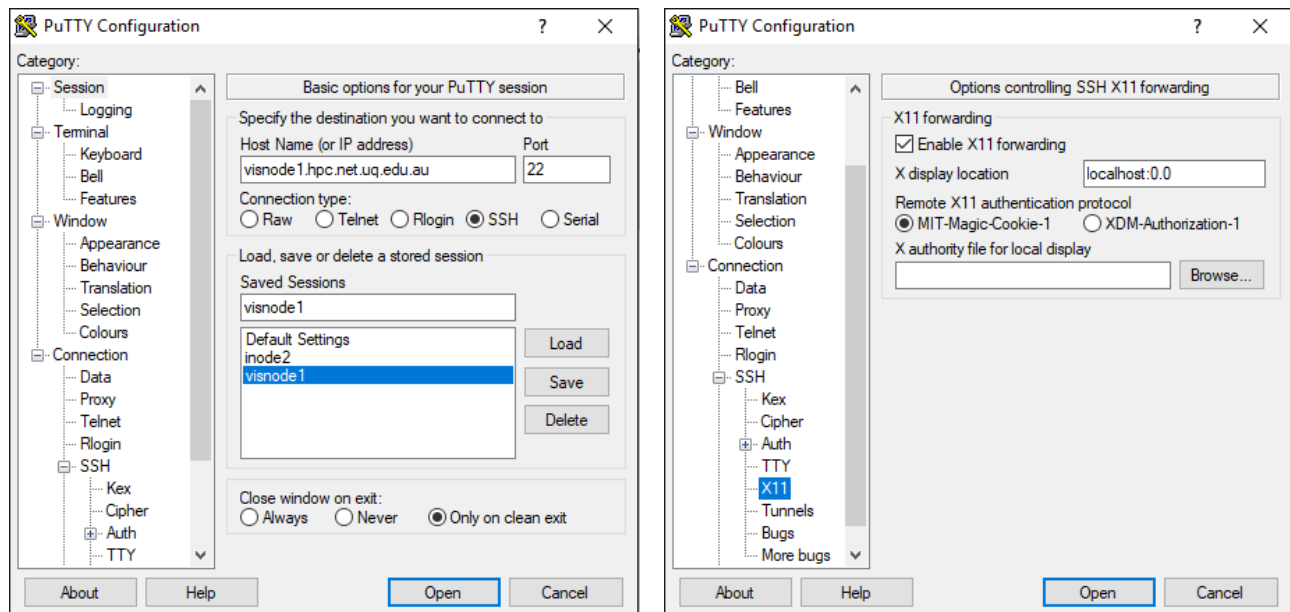 PuTTY Configuration
?
Category:
Session
Logging
Terminal
Keyboard
Bell
Features
Window
Appearance
Behaviour
Translation
Selection
Colours
Connection
Data
Proxy
Telnet
Rlogin
SSH
Kex
Cipher
Auth
TTY
Basic options for your PuTTY session
Specify the destination you want to connect to
Host Name (or IP address) Port
visnode1.hpc.net.uq.edu.au 22
Connection type:
Raw Telnet Rlogin SSH Serial
Load, save or delete a stored session
Saved Sessions
visnode1
Default Settings
inode2
visnode1
Load
Save
Delete
Close window on exit:
Always Never Only on clean exit
About Help Open Cancel
PuTTY Configuration
?
Category:
Bell
Features
Window
Appearance
Behaviour
Translation
Selection
Colours
Connection
Data
Proxy
Telnet
Rlogin
SSH
Kex
Cipher
Auth
TTY
X11
Tunnels
Bugs
More bugs
Options controlling SSH X11 forwarding
X11 forwarding
Enable X11 forwarding
X display location localhost:0.0
Remote X11 authentication protocol
MIT-Magic-Cookie-1 XDM-Authorization-1
X authority file for local display
Browse...
About Help Open Cancel